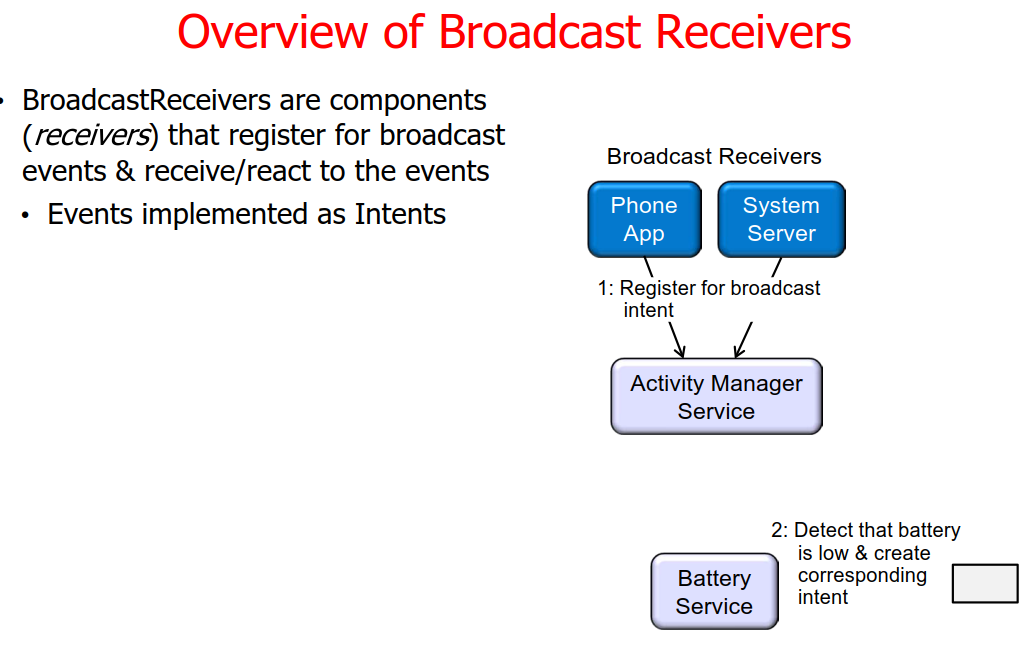 Overview of Broadcast Receivers
• BroadcastReceivers are components
(receivers) that register for broadcast
events & receive/react to the events
• Events implemented as Intents
Broadcast Receivers
Phone
App
System
Server
1: Register for broadcast
intent
Activity Manager
Service
2: Detect that battery
is low & create
corresponding
intent
Battery
Service